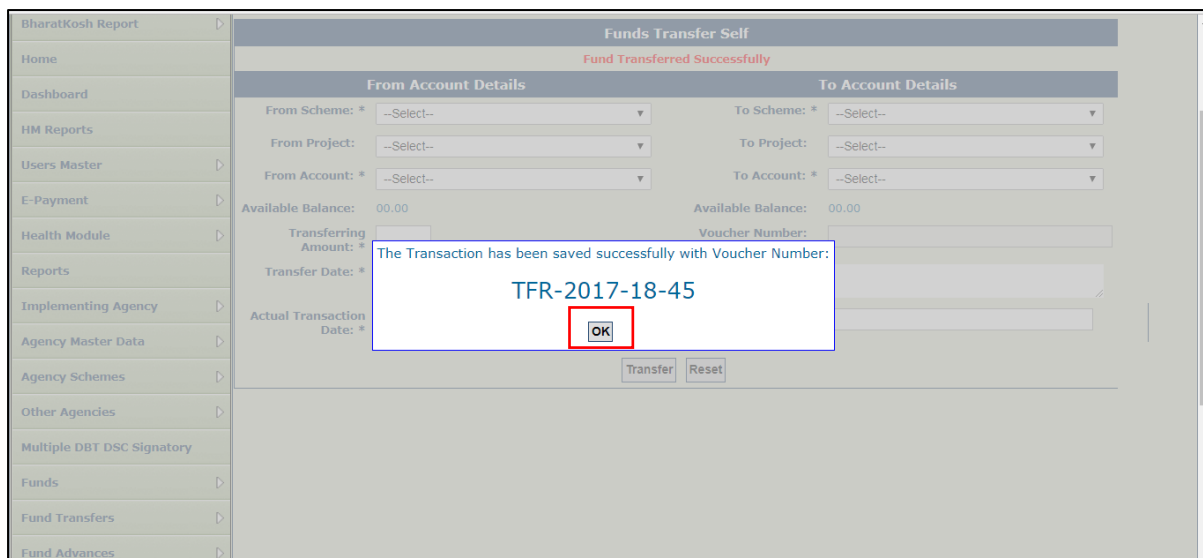 BharatKosh Report
Home
Dashboard
HM Reports
Users Master
E-Payment
Health Module
Reports
Implementing Agency
Agency Master Data
Agency Schemes
Other Agencies
Multiple DBT DSC Signatory
Funds
Fund Transfers
Fund Advances
Funds Transfer Self
Fund Transferred Successfully
From Account Details
To Account Details
From Scheme: * --Select--
To Scheme: * --Select--
From Project: --Select--
To Project: --Select--
From Account: * --Select--
To Account: * --Select--
Available Balance: 00.00
Available Balance: 00.00
Transferring
Amount: *
Voucher Number:
Transfer Date: *
Actual Transaction
Date: *
The Transaction has been saved successfully with Voucher Number:
TFR-2017-18-45
OK
Transfer Reset